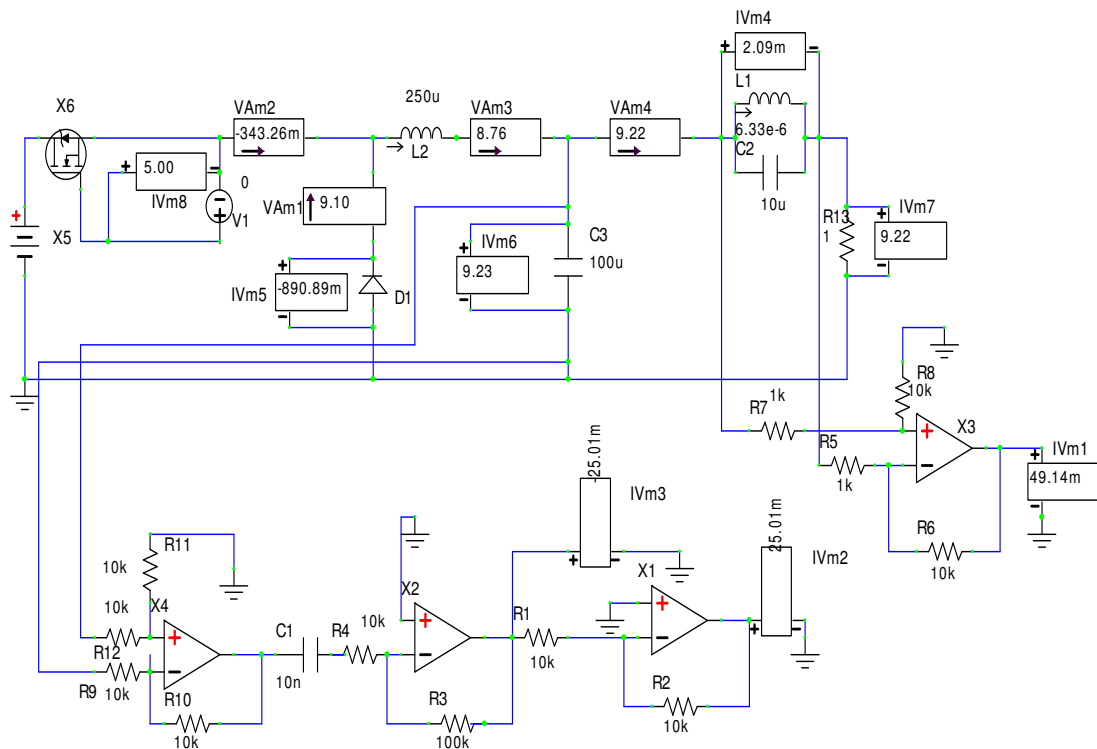 IVm4
2.09m
L1
6.33e-6
C2
10u
X6
VAm2
-343.26m
250u
L2
VAm3
8.76
VAm4
9.22
5.00
IVm8
0
V1
X5
VAm1
9.10
IVm5
-890.89m
D1
IVm6
9.23
C3
100u
R13
1
IVm7
9.22
R8
10k
R7
1k
X3
R5
1k
R6
10k
IVm1
49.14m
-25.01m
IVm3
25.01m
IVm2
R11
10k
X4
10k
R12
R9
10k
R10
10k
C1
10n
R4
10k
X2
R3
100k
R1
10k
X1
R2
10k